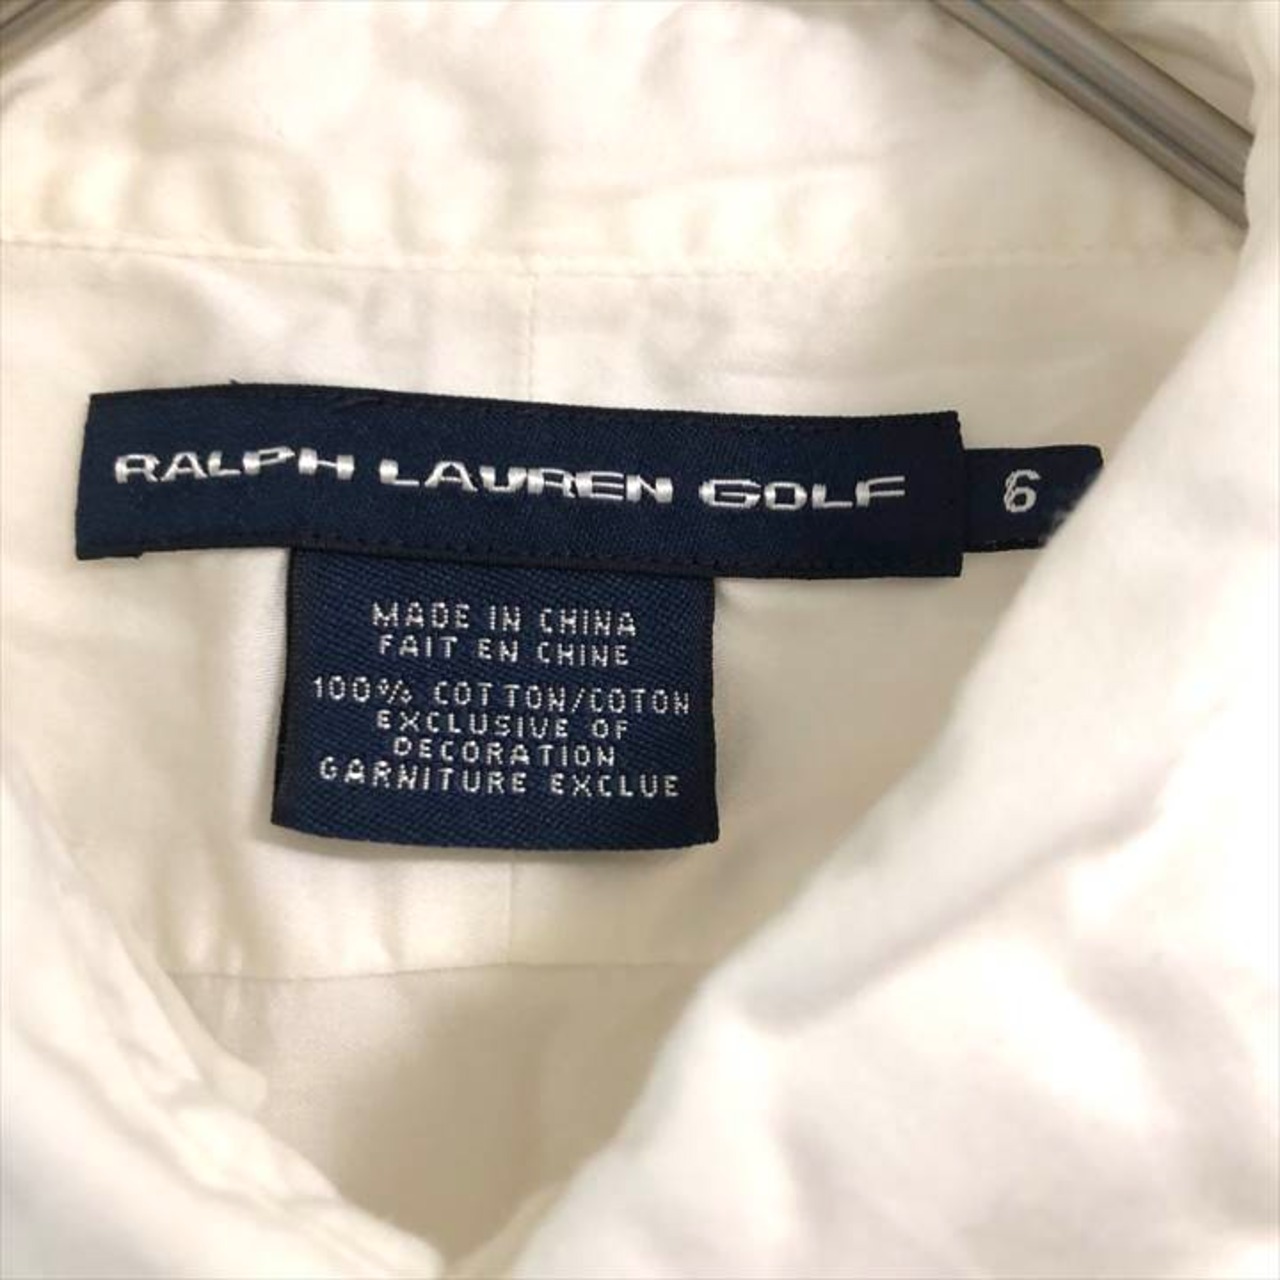 RALPH LAUREN GOLF 6
MADE IN CHINA
FAIT EN CHINE
100% COTTON/COTON
EXCLUSIVE OF
DECORATION
GARNITURE EXCLUE